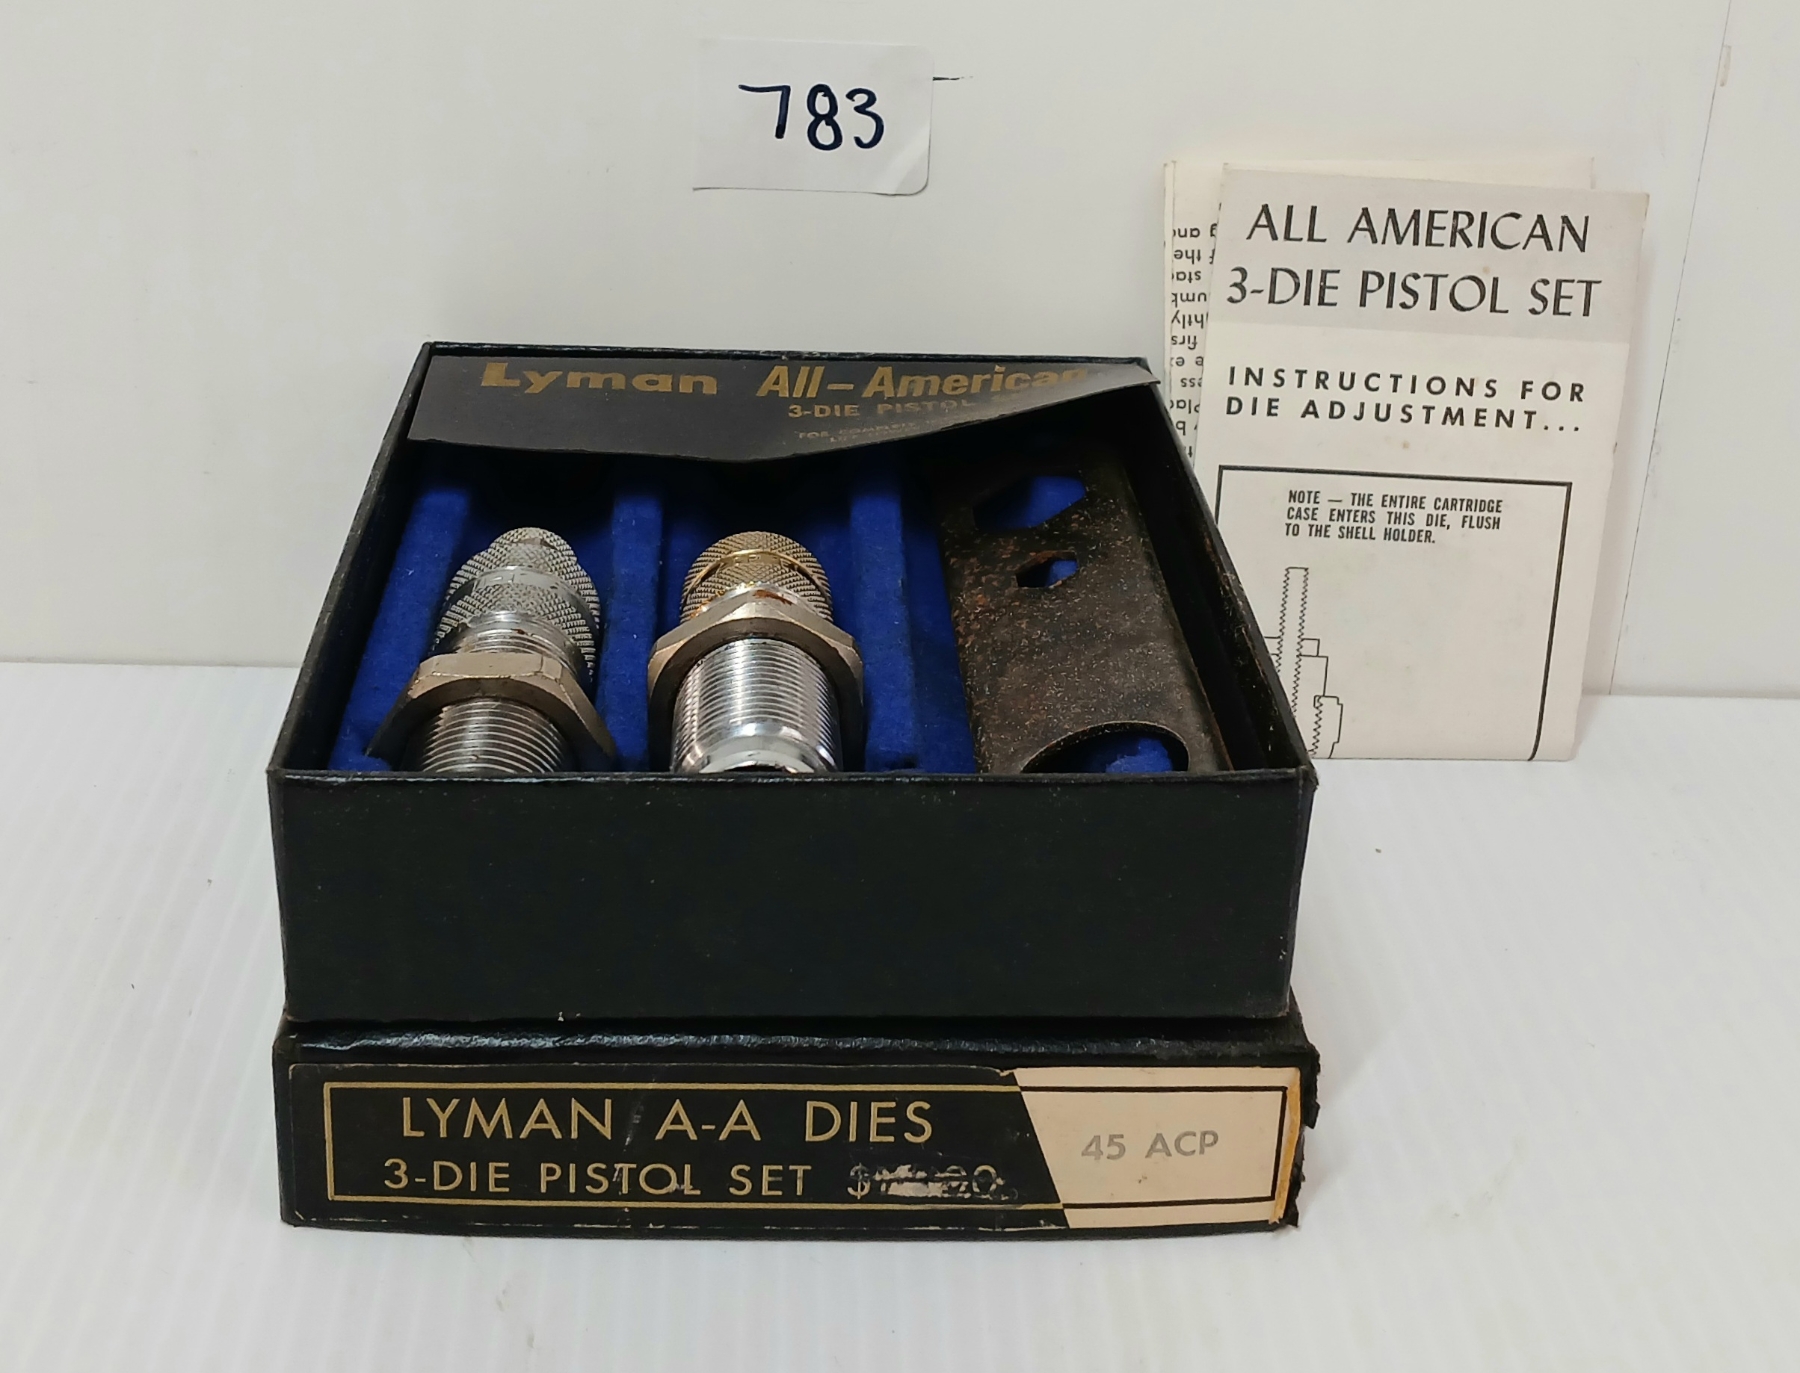 783
ALL AMERICAN
3-DIE PISTOL SET
INSTRUCTIONS FOR
DIE ADJUSTMENT...
NOTE — THE ENTIRE CARTRIDGE
CASE ENTERS THIS DIE, FLUSH
TO THE SHELL HOLDER.
Lyman All-American
3-DIE PISTOL
FOR COMPLETE
LYMAN A-A DIES
3-DIE PISTOL SET
45 ACP